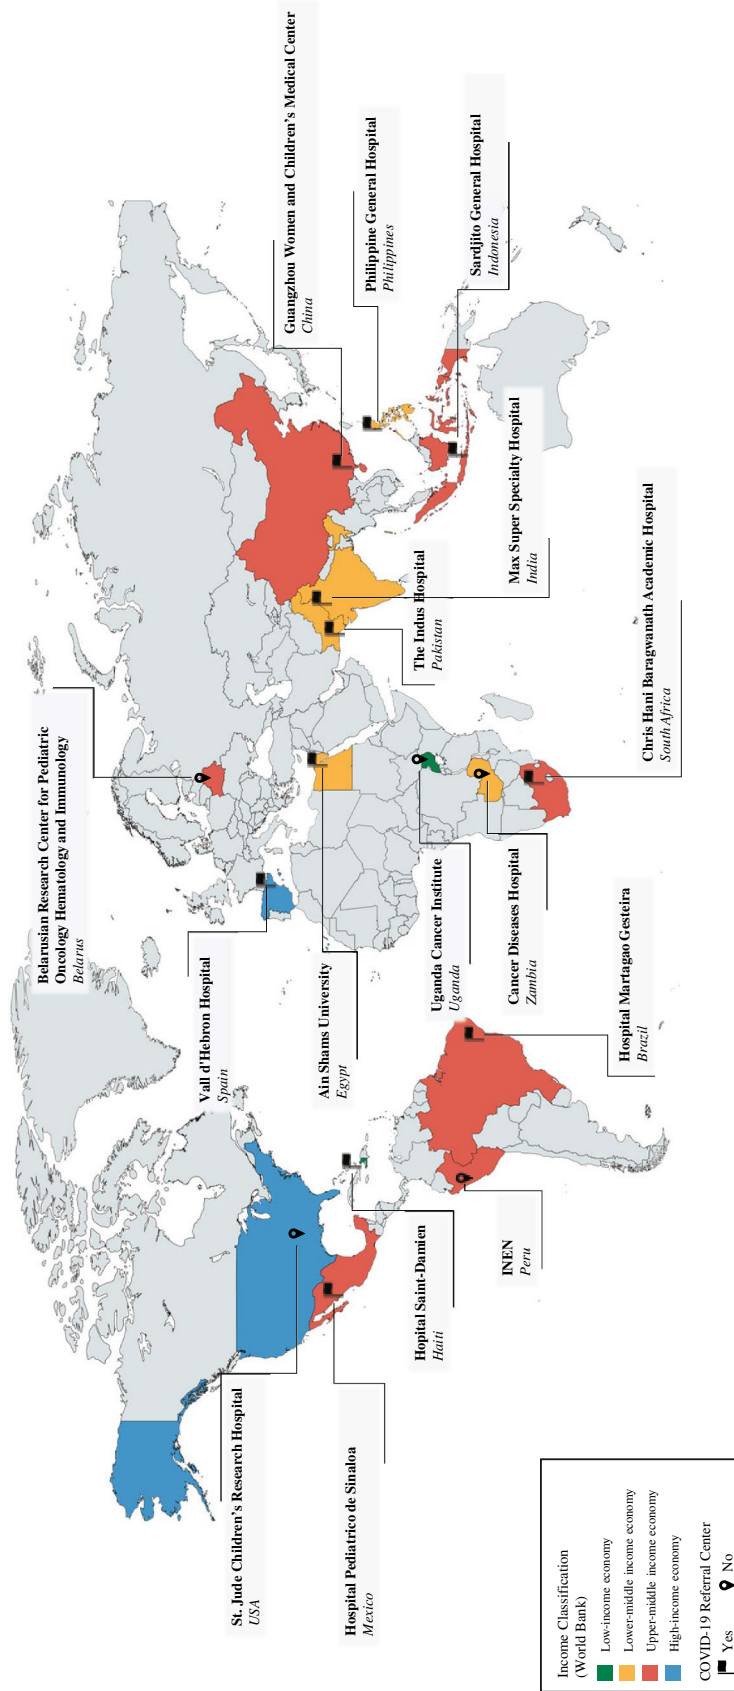 Belarusian Research Center for Pediatric
Oncology Hematology and Immunology
Belarus
Guangzhou Women and Children's Medical Center
China
Vall d'Hebron Hospital
Spain
St. Jude Children's Research Hospital
USA
Philippine General Hospital
Philippines
Ain Shams University
Egypt
Hospital Pediatrico de Sinaloa
Mexico
The Indus Hospital
Pakistan
Hopital Saint-Damien
Haiti
Sardjito General Hospital
Indonesia
Uganda Cancer Institute
Uganda
Max Super Specialty Hospital
India
Cancer Diseases Hospital
Zambia
INEN
Peru
Hospital Martagao Gesteira
Brazil
Chris Hani Baragwanath Academic Hospital
South Africa
Income Classification
(World Bank)
Low-income economy
Lower-middle income economy
Upper-middle income economy
High-income economy
COVID-19 Referral Center
Yes No